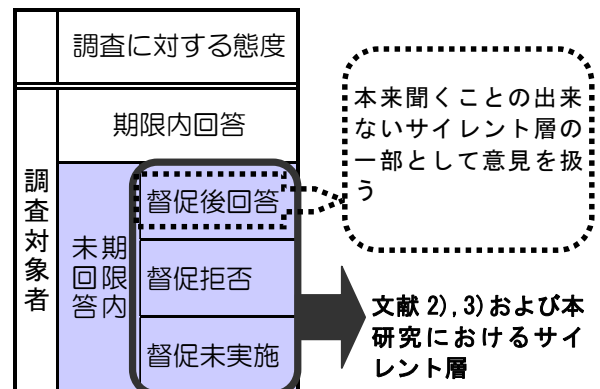 調査に対する態度
調査対象者
期限内回答
期限内
未回答
督促後回答
督促拒否
督促未実施
本来聞くことの出来
ないサイレント層の
一部として意見を扱
う
文献 2),3)および本
研究におけるサイ
レント層